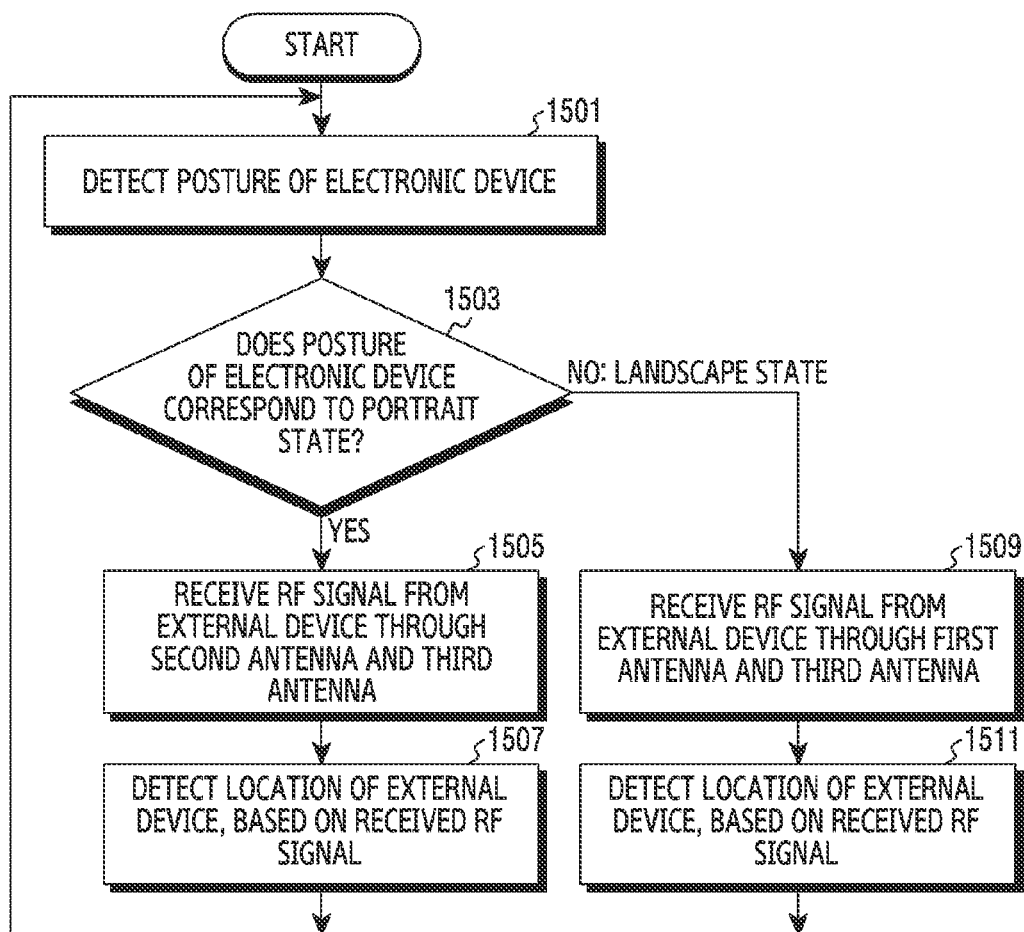 START
1501
DETECT POSTURE OF ELECTRONIC DEVICE
1503
DOES POSTURE
OF ELECTRONIC DEVICE
CORRESPOND TO PORTRAIT
STATE?
NO: LANDSCAPE STATE
YES
1505
RECEIVE RF SIGNAL FROM
EXTERNAL DEVICE THROUGH
SECOND ANTENNA AND THIRD
ANTENNA
1509
RECEIVE RF SIGNAL FROM
EXTERNAL DEVICE THROUGH FIRST
ANTENNA AND THIRD ANTENNA
1507
DETECT LOCATION OF EXTERNAL
DEVICE, BASED ON RECEIVED RF
SIGNAL
1511
DETECT LOCATION OF EXTERNAL
DEVICE, BASED ON RECEIVED RF
SIGNAL